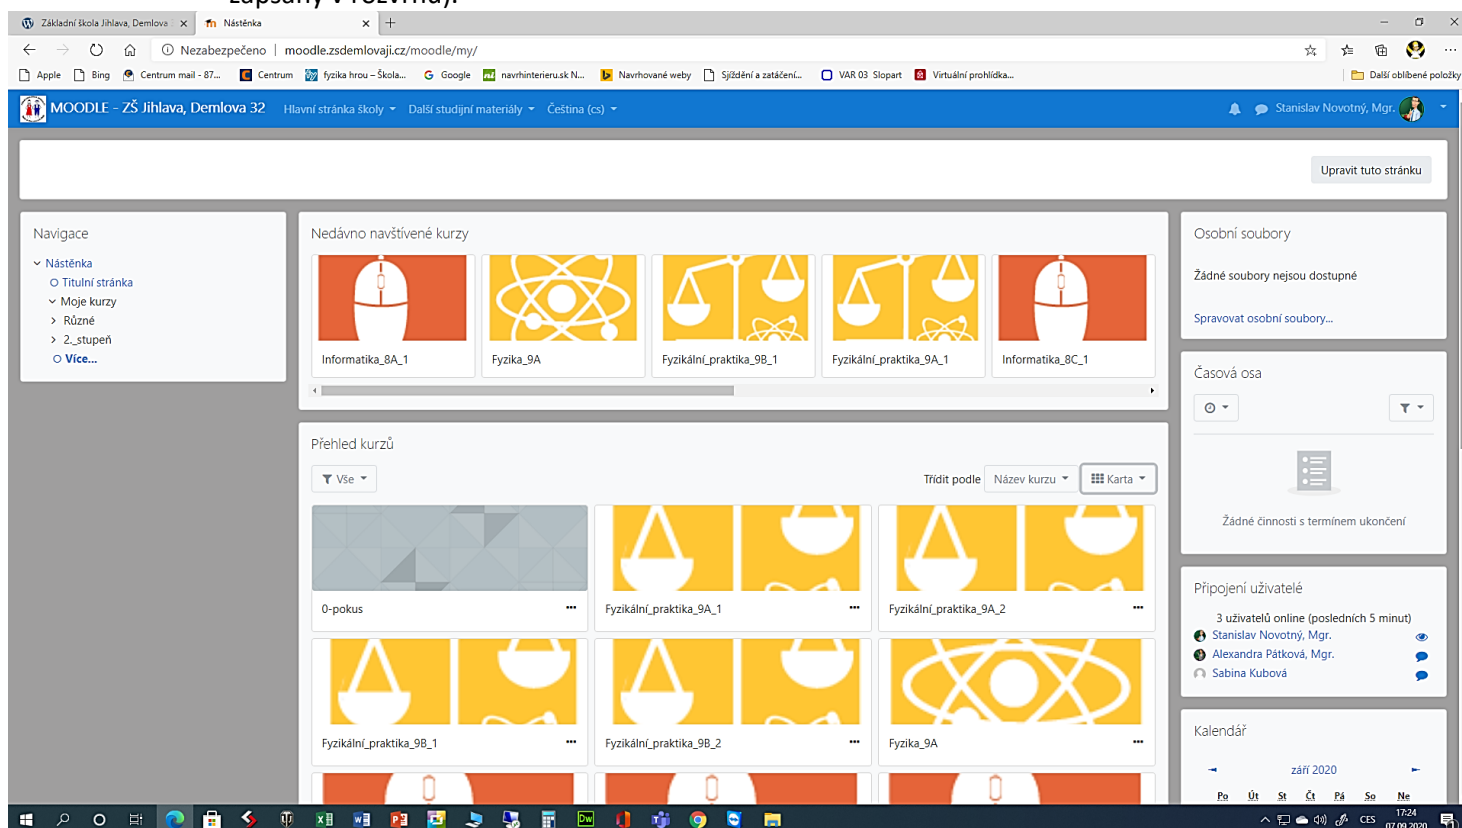 zapsány v rozvrhu).
Základní škola Jihlava, Demlova
Nástěnka
Nezabezpečeno | moodle.zsdemlovaji.cz/moodle/my/
Apple Bing Centrum mail - 87... Centrum fyzika hrou – Škola... Google navrhinterieru.sk N... Navrhované weby Sjíždění a zatáčení... VAR 03 Slopart Virtuální prohlídka... Další oblíbené položky
MOODLE - ZŠ Jihlava, Demlova 32 Hlavní stránka školy Další studijní materiály Čeština (cs) Stanislav Novotný, Mgr.
Upravit tuto stránku
Navigace
Nástěnka
Titulní stránka
Moje kurzy
Různé
2._stupeň
Více...
Nedávno navštívené kurzy
Informatika_8A_1 Fyzika_9A Fyzikální_praktika_9B_1 Fyzikální_praktika_9A_1 Informatika_8C_1
Přehled kurzů
Vše Třídit podle Název kurzu Karta
0-pokus Fyzikální_praktika_9A_1 Fyzikální_praktika_9A_2
Fyzikální_praktika_9B_1 Fyzikální_praktika_9B_2 Fyzika_9A
Osobní soubory
Žádné soubory nejsou dostupné
Spravovat osobní soubory...
Časová osa
Žádné činnosti s termínem ukončení
Připojení uživatelé
3 uživatelů online (posledních 5 minut)
Stanislav Novotný, Mgr.
Alexandra Pátková, Mgr.
Sabina Kubová
Kalendář
září 2020
Po Út St Čt Pá So Ne
CES 17:24
07.09.2020